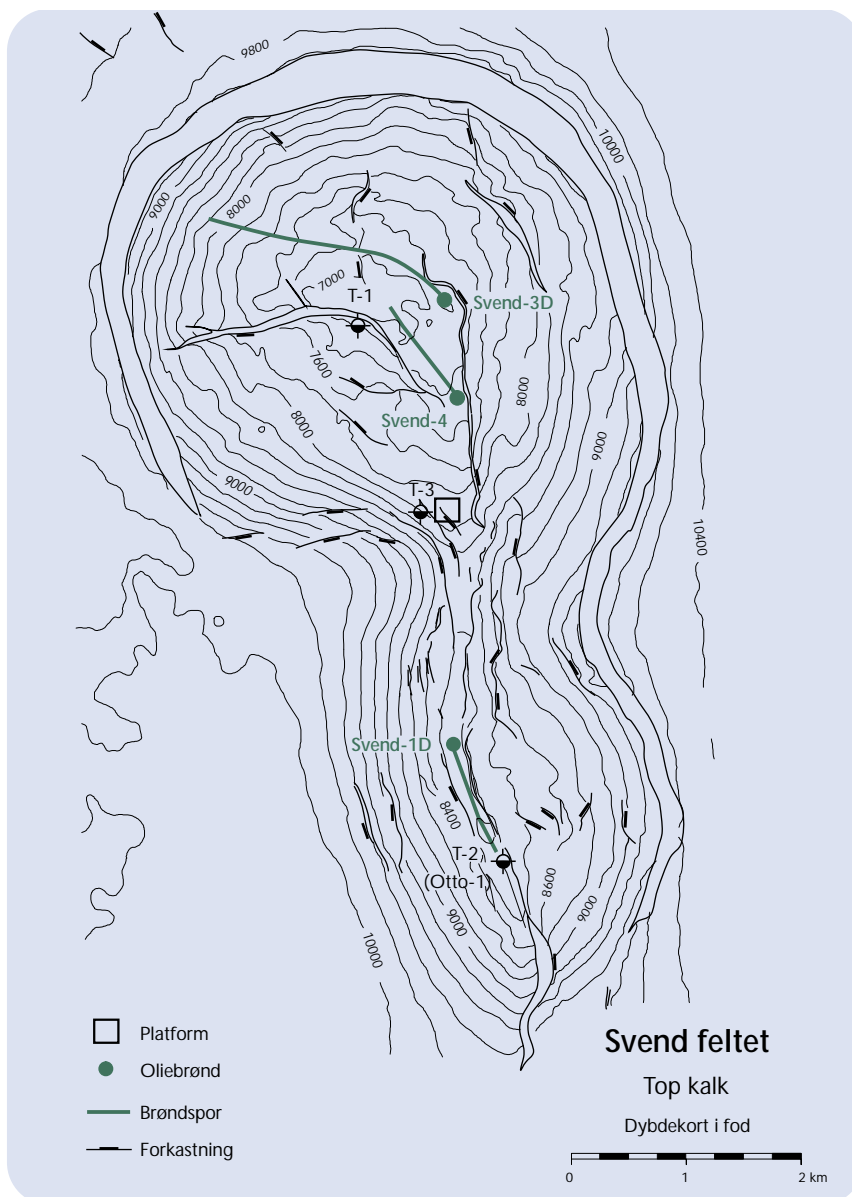 9800
10000
9000
8000
7000
T-1
Svend-3D
7600
8000
Svend-4
8000
9000
9000
T-3
10400
Svend-1D
8400
T-2
(Otto-1)
8600
9000
9000
10000
Platform
Oliebrønd
Brøndspor
Forkastning
Svend feltet
Top kalk
Dybdekort i fod
0 1 2 km